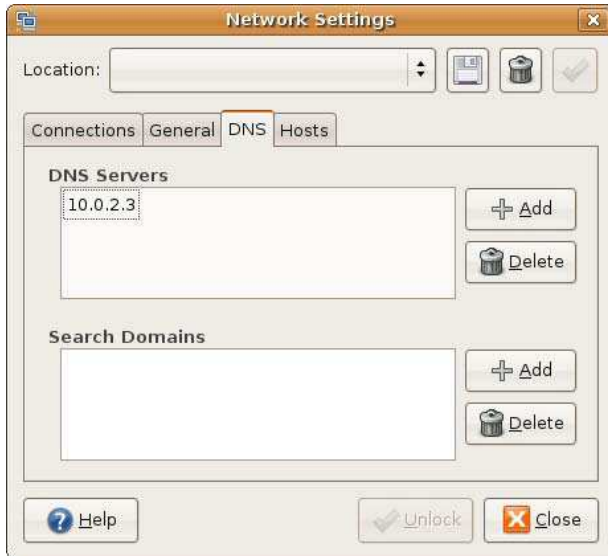 Network Settings
Location:
Connections General DNS Hosts
DNS Servers
10.0.2.3
Add
Delete
Search Domains
Add
Delete
Help Unlock Close